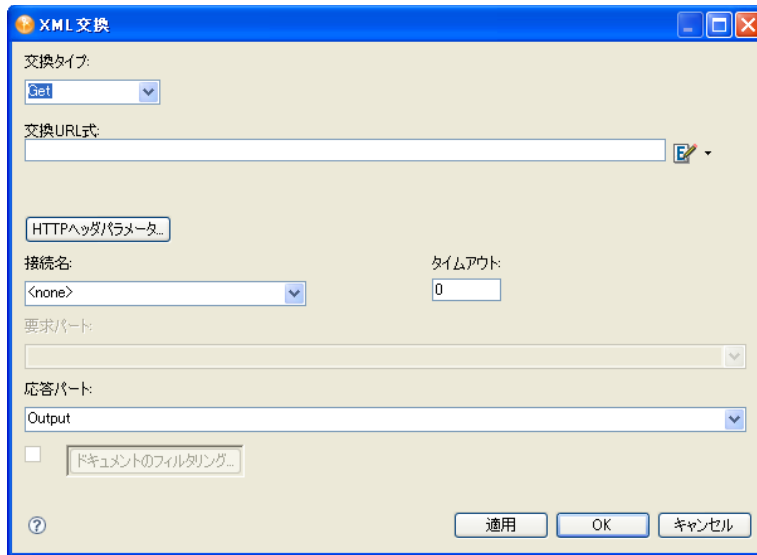 XML交換
交換タイプ:
Get
交換URL式:
HTTPヘッダパラメータ...
接続名:
タイムアウト:
<none>
0
要求パート:
応答パート:
Output
ドキュメントのフィルタリング...
適用
OK
キャンセル